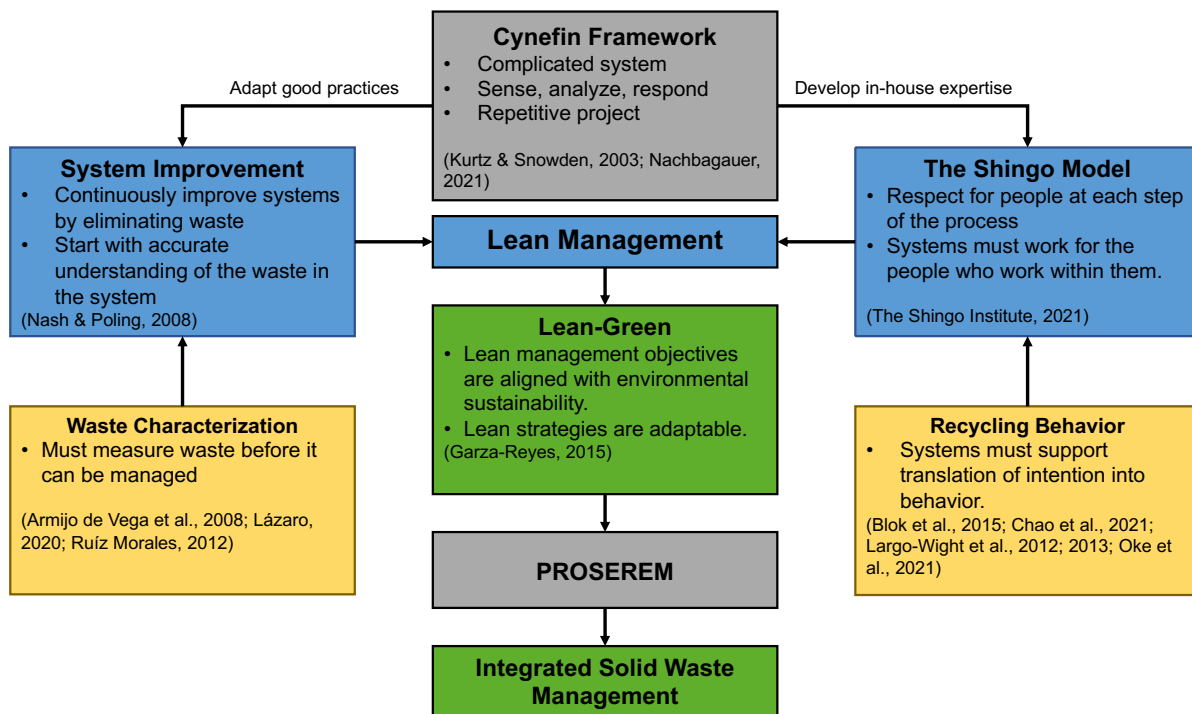 Cynefin Framework
• Complicated system
• Sense, analyze, respond
• Repetitive project
(Kurtz & Snowden, 2003; Nachbagauer,
2021)
Adapt good practices
Develop in-house expertise
System Improvement
• Continuously improve systems
by eliminating waste
• Start with accurate
understanding of the waste in
the system
(Nash & Poling, 2008)
Lean Management
The Shingo Model
• Respect for people at each step
of the process
• Systems must work for the
people who work within them.
(The Shingo Institute, 2021)
Lean-Green
• Lean management objectives
are aligned with environmental
sustainability.
• Lean strategies are adaptable.
(Garza-Reyes, 2015)
Waste Characterization
• Must measure waste before it
can be managed
(Armijo de Vega et al., 2008; Lázaro,
2020; Ruíz Morales, 2012)
Recycling Behavior
• Systems must support
translation of intention into
behavior.
(Blok et al., 2015; Chao et al., 2021;
Largo-Wight et al., 2012; 2013; Oke et
al., 2021)
PROSEREM
Integrated Solid Waste
Management